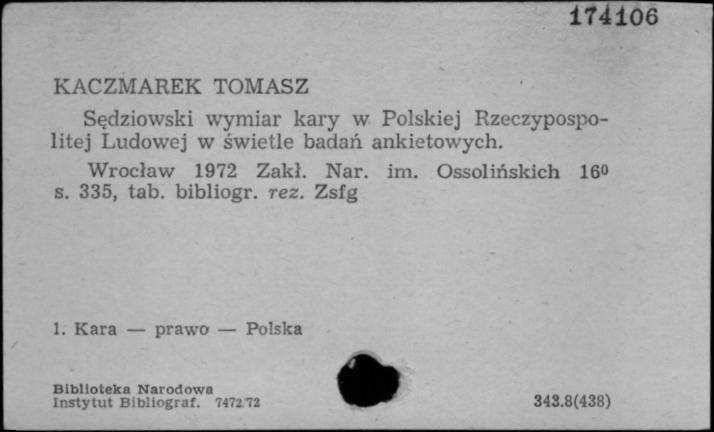 174106
KACZMAREK TOMASZ
Sędziowski wymiar kary w Polskiej Rzeczypospo-
litej Ludowej w świetle badań ankietowych.
Wrocław 1972 Zakł. Nar. im. Ossolińskich 16⁰
s. 335, tab. bibliogr. rez. Zsfg
1. Kara — prawo — Polska
Biblioteka Narodowa
Instytut Bibliograf. 7472/72
343.8(438)